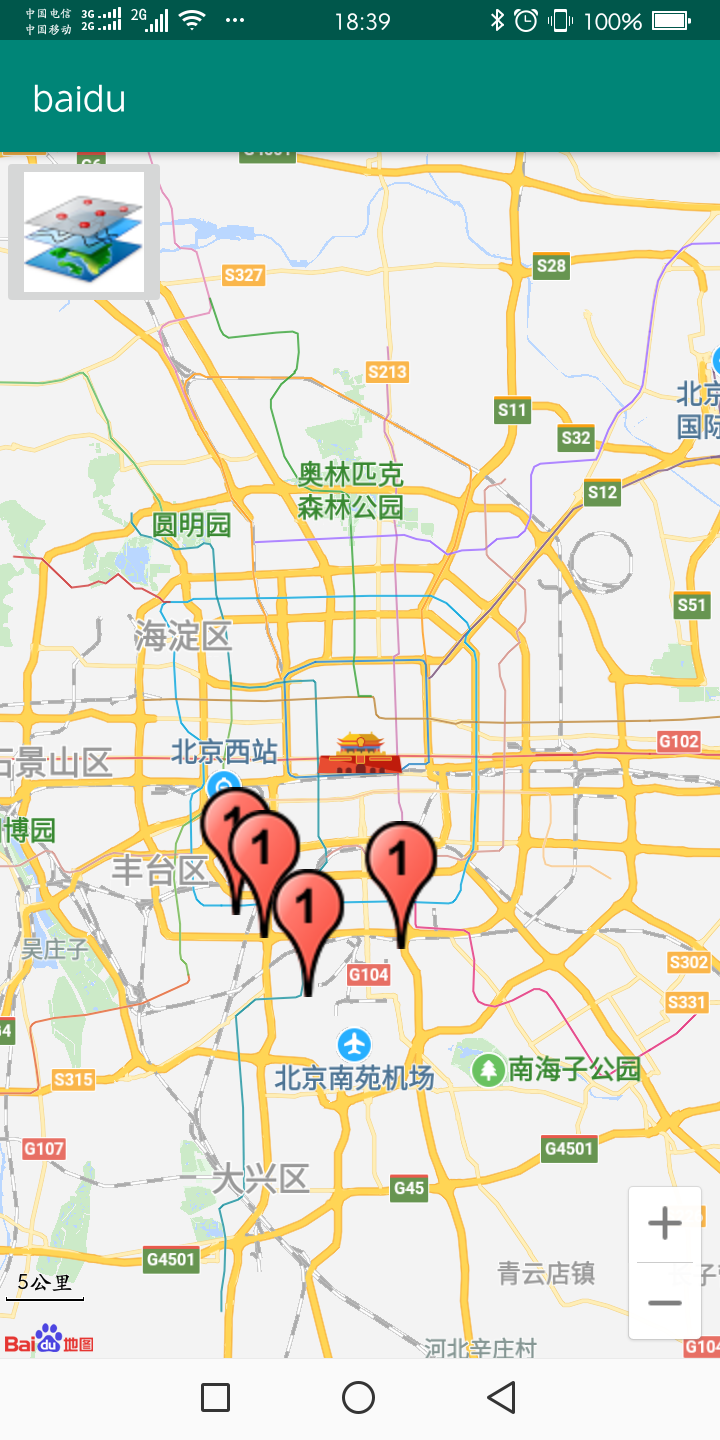 中国电信 3G 2G 18:39 100%
中国移动 2G
baidu
S327
S28
S213
北京
国际
S11
S32
奥林匹克
森林公园
S12
圆明园
S51
海淀区
G102
北京西站
石景山区
博园
丰台区
1
1
1
1
吴庄子
S302
G104
S331
G4
北京南苑机场
南海子公园
S315
G107
G4501
大兴区
G45
+
G4501
青云店镇
5公里
−
Bai du 地图
河北辛庄村
G104